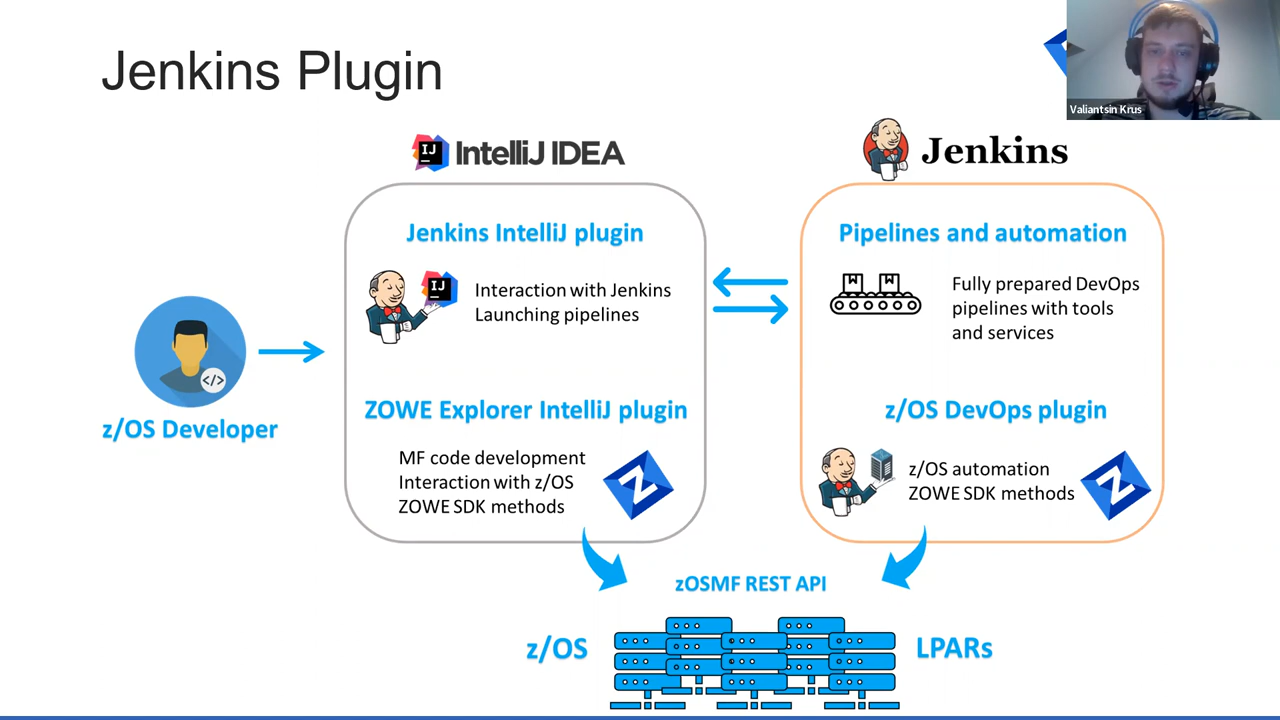 Jenkins Plugin
Valiantsin Krus
IJ IntelliJ IDEA
Jenkins
Jenkins IntelliJ plugin
IJ
Interaction with Jenkins
Launching pipelines
ZOWE Explorer IntelliJ plugin
MF code development
Interaction with z/OS
ZOWE SDK methods
Z
Pipelines and automation
Fully prepared DevOps
pipelines with tools
and services
z/OS DevOps plugin
z/OS automation
ZOWE SDK methods
Z
</>
z/OS Developer
zOSMF REST API
z/OS
LPARs